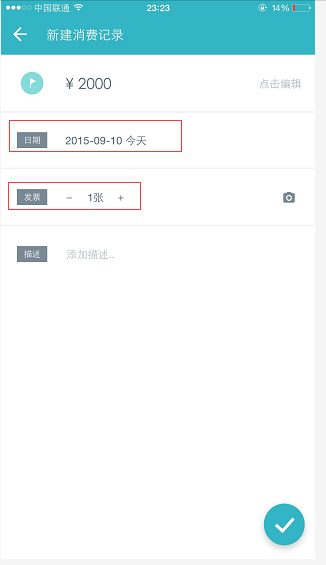 中国联通 23:23 14%
新建消费记录
¥ 2000 点击编辑
日期 2015-09-10 今天
发票 − 1张 +
描述 添加描述..